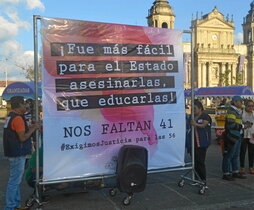 ¡Fue más fácil
para el Estado
asesinarlas,
que educarlas!
NOS FALTAN 41
#ExigimosJusticia para las 56